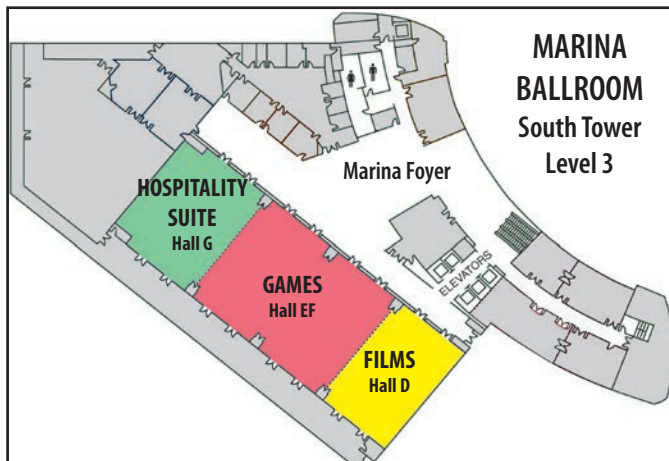 MARINA
BALLROOM
South Tower
Level 3
Marina Foyer
HOSPITALITY
SUITE
Hall G
GAMES
Hall EF
FILMS
Hall D
ELEVATORS